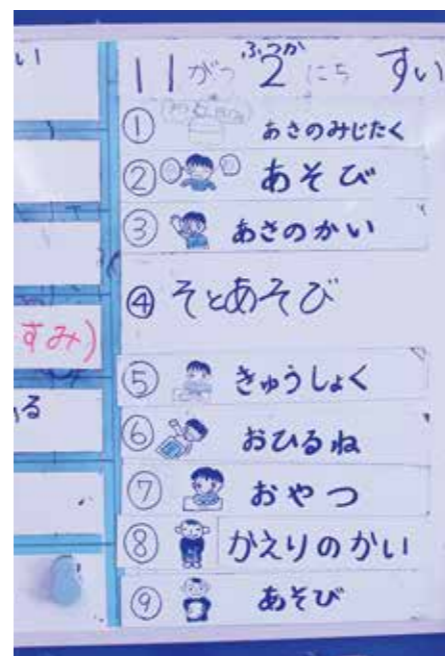 い
11がつ2にち すい
ふつか
① あさのみじたく
② あそび
③ あさのかい
④ そとあそび
すみ)
⑤ きゅうしょく
る
⑥ おひるね
⑦ おやつ
⑧ かえりのかい
⑨ あそび